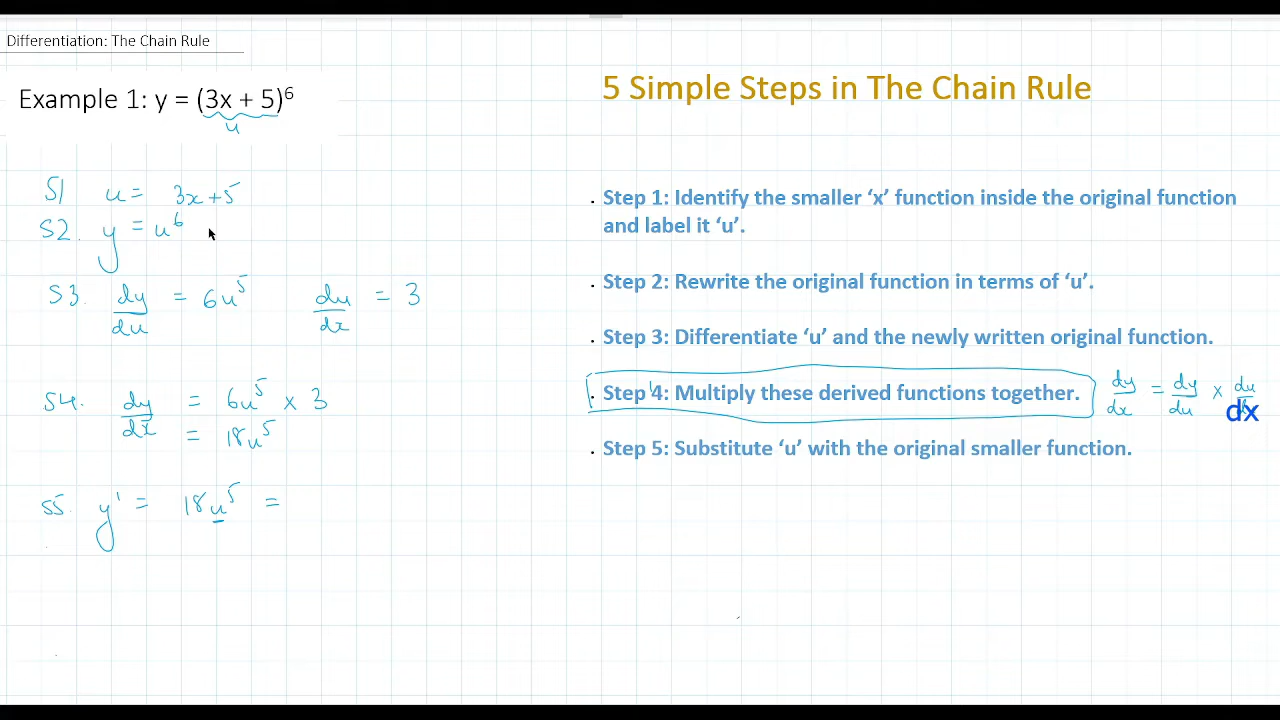 Differentiation: The Chain Rule
Example 1: y = (3x + 5)⁶
u
S1 u = 3x + 5
S2. y = u⁶
S3. dy/du = 6u⁵ du/dx = 3
S4. dy/dx = 6u⁵ × 3
= 18u⁵
S5. y' = 18u⁵ =
5 Simple Steps in The Chain Rule
. Step 1: Identify the smaller ‘x’ function inside the original function
and label it ‘u’.
. Step 2: Rewrite the original function in terms of ‘u’.
. Step 3: Differentiate ‘u’ and the newly written original function.
. Step 4: Multiply these derived functions together. dy/dx = dy/du × du/dx
. Step 5: Substitute ‘u’ with the original smaller function.